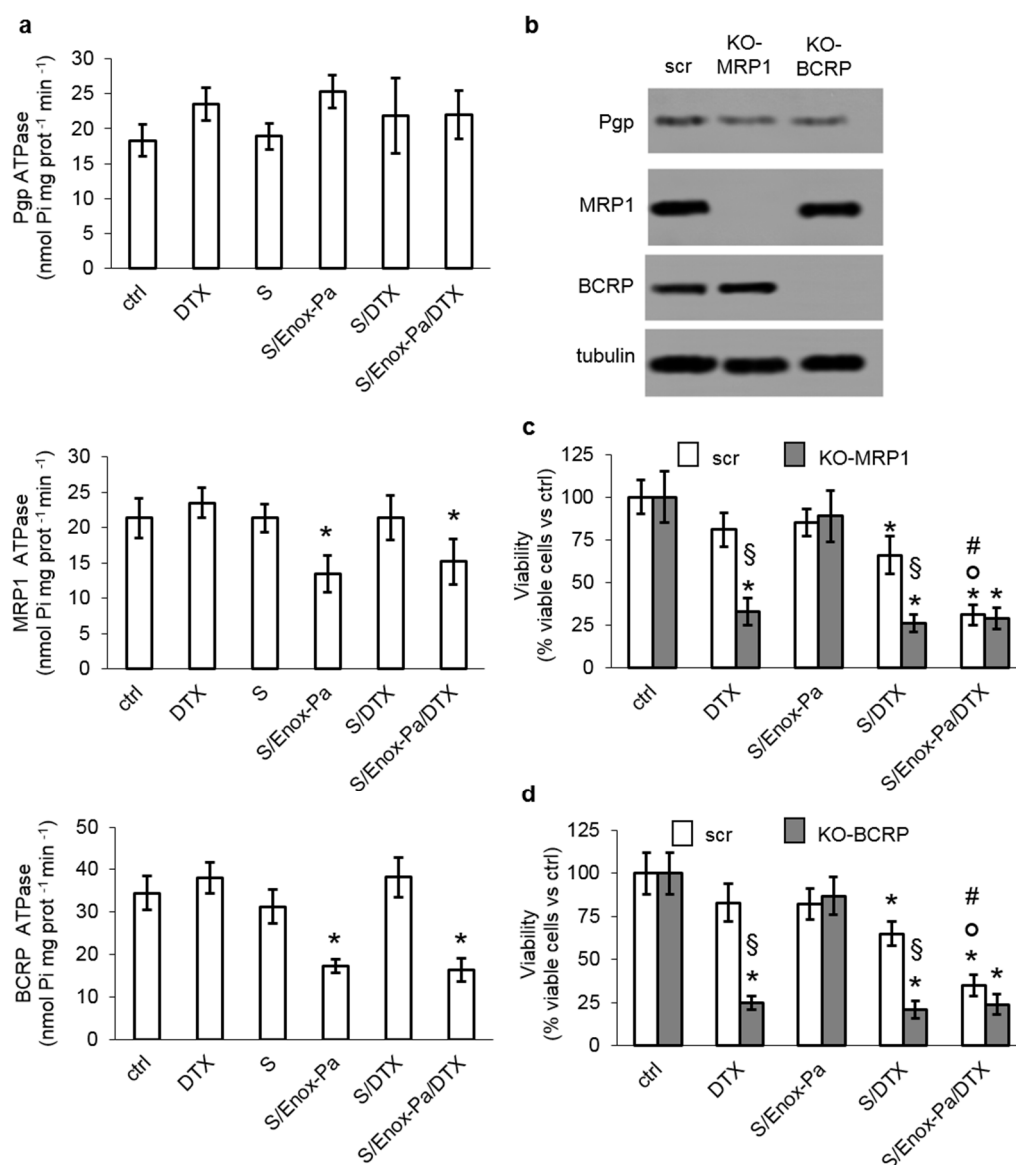 a
Pgp ATPase
(nmol Pi mg prot -1 min -1)
30
25
20
15
10
5
0
ctrl
DTX
S
S/Enox-Pa
S/DTX
S/Enox-Pa/DTX
MRP1 ATPase
(nmol Pi mg prot -1 min -1)
30
25
20
15
10
5
0
*
*
ctrl
DTX
S
S/Enox-Pa
S/DTX
S/Enox-Pa/DTX
BCRP ATPase
(nmol Pi mg prot -1 min -1)
50
40
30
20
10
0
*
*
ctrl
DTX
S
S/Enox-Pa
S/DTX
S/Enox-Pa/DTX
b
scr
KO-
MRP1
KO-
BCRP
Pgp
MRP1
BCRP
tubulin
c
scr
KO-MRP1
Viability
(% viable cells vs ctrl)
125
100
75
50
25
0
§
*
*
§
*
#
o
*
*
ctrl
DTX
S/Enox-Pa
S/DTX
S/Enox-Pa/DTX
d
scr
KO-BCRP
Viability
(% viable cells vs ctrl)
125
100
75
50
25
0
§
*
*
§
*
#
o
*
*
ctrl
DTX
S/Enox-Pa
S/DTX
S/Enox-Pa/DTX